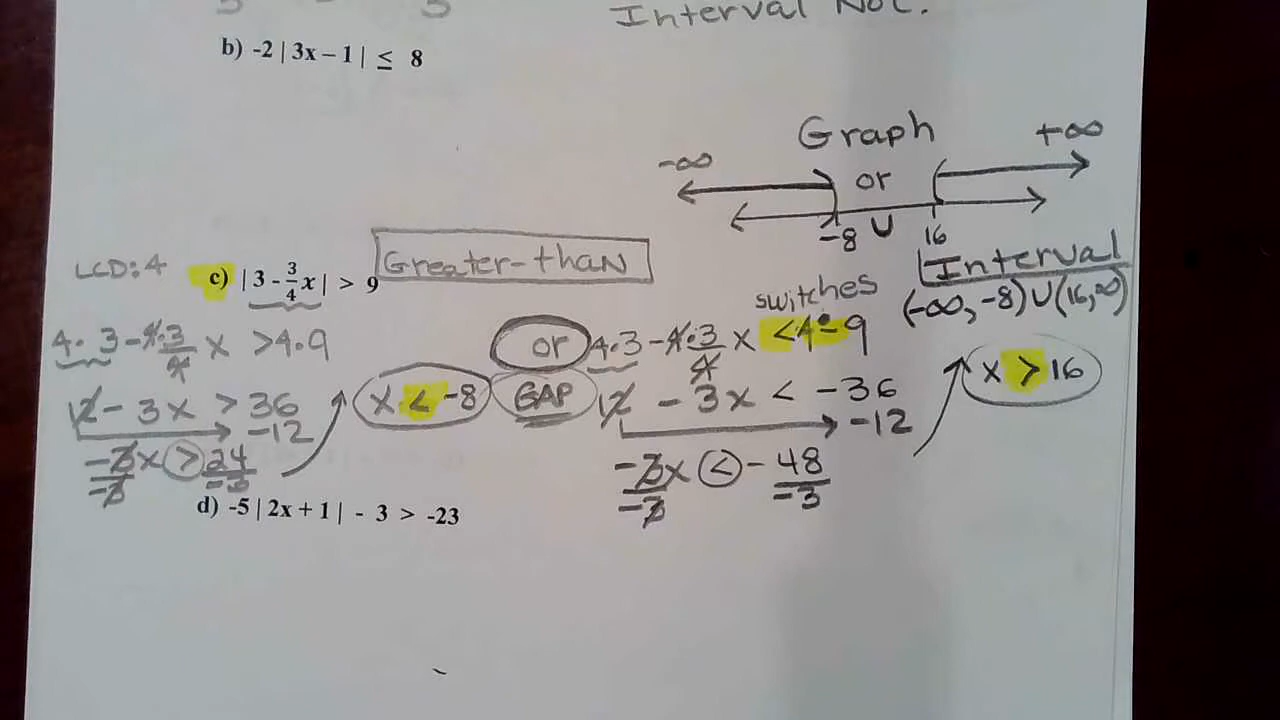 Interval Not.
b) -2 | 3x – 1 | ≤ 8
Graph
-∞ or +∞
-8 ∪ 16
Interval
(-∞, -8) ∪ (16, ∞)
LCD: 4
c) | 3 - 3/4 x | > 9 Greater-than
switches
4·3 - 4·3/4 x > 4·9 or 4·3 - 4·3/4 x < 4·-9
12 - 3x > 36 x < -8 GAP 12 - 3x < -36 x > 16
-12 -12
-3x/-3 > 24/-3 -3x/-3 < -48/-3
d) -5 | 2x + 1 | - 3 > -23